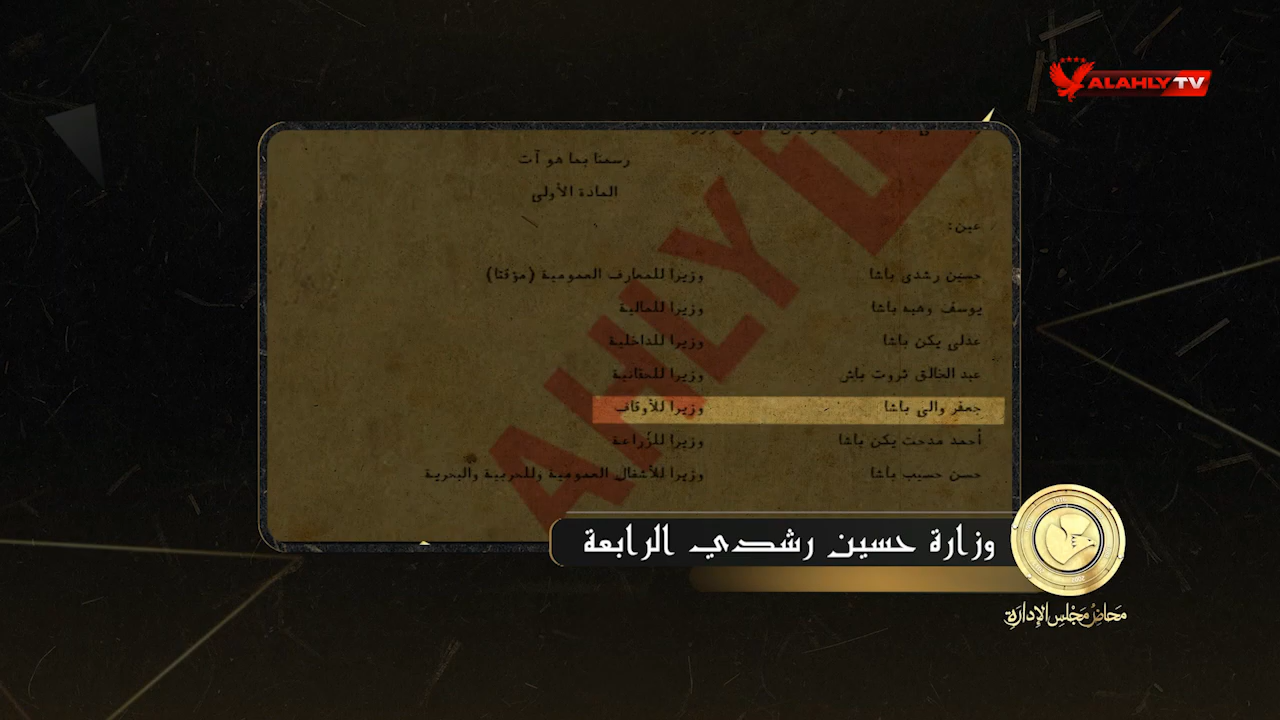 ALAHLY TV
رسمنا بما هو آت
المادة الأولى
عين:
حسين رشدى باشا وزيرا للمعارف العمومية (مؤقتا)
يوسف وهبه باشا وزيرا للمالية
عدلى يكن باشا وزيرا للداخلية
عبد الخالق ثروت باش وزيرا للحقانية
جعفر والى باشا وزيرا للأوقاف
أحمد مدحت يكن باشا وزيرا للزراعة
حسن حسيب باشا وزيرا للأشغال العمومية وللحربية والبحرية
AHLY
وزارة حسين رشدي الرابعة
محاضر مجلس الإدارة